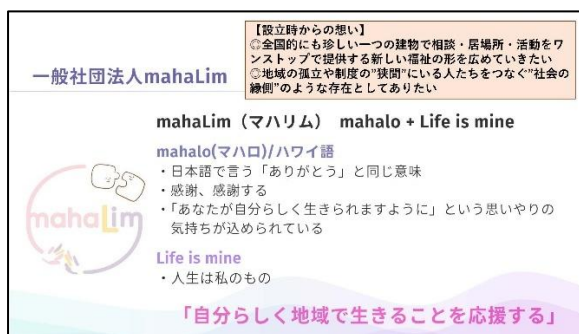 【設立時からの想い】
◎全国的にも珍しい一つの建物で相談・居場所・活動をワ
ンストップで提供する新しい福祉の形を広めていきたい
◎地域の孤立や制度の”狭間”にいる人たちをつなぐ”社会の
縁側”のような存在としてありたい
一般社団法人mahaLim
mahaLim（マハリム） mahalo + Life is mine
mahalo(マハロ)/ハワイ語
・日本語で言う「ありがとう」と同じ意味
・感謝、感謝する
・「あなたが自分らしく生きられますように」という思いやりの
気持ちが込められている
mahaLim
Life is mine
・人生は私のもの
「自分らしく地域で生きることを応援する」